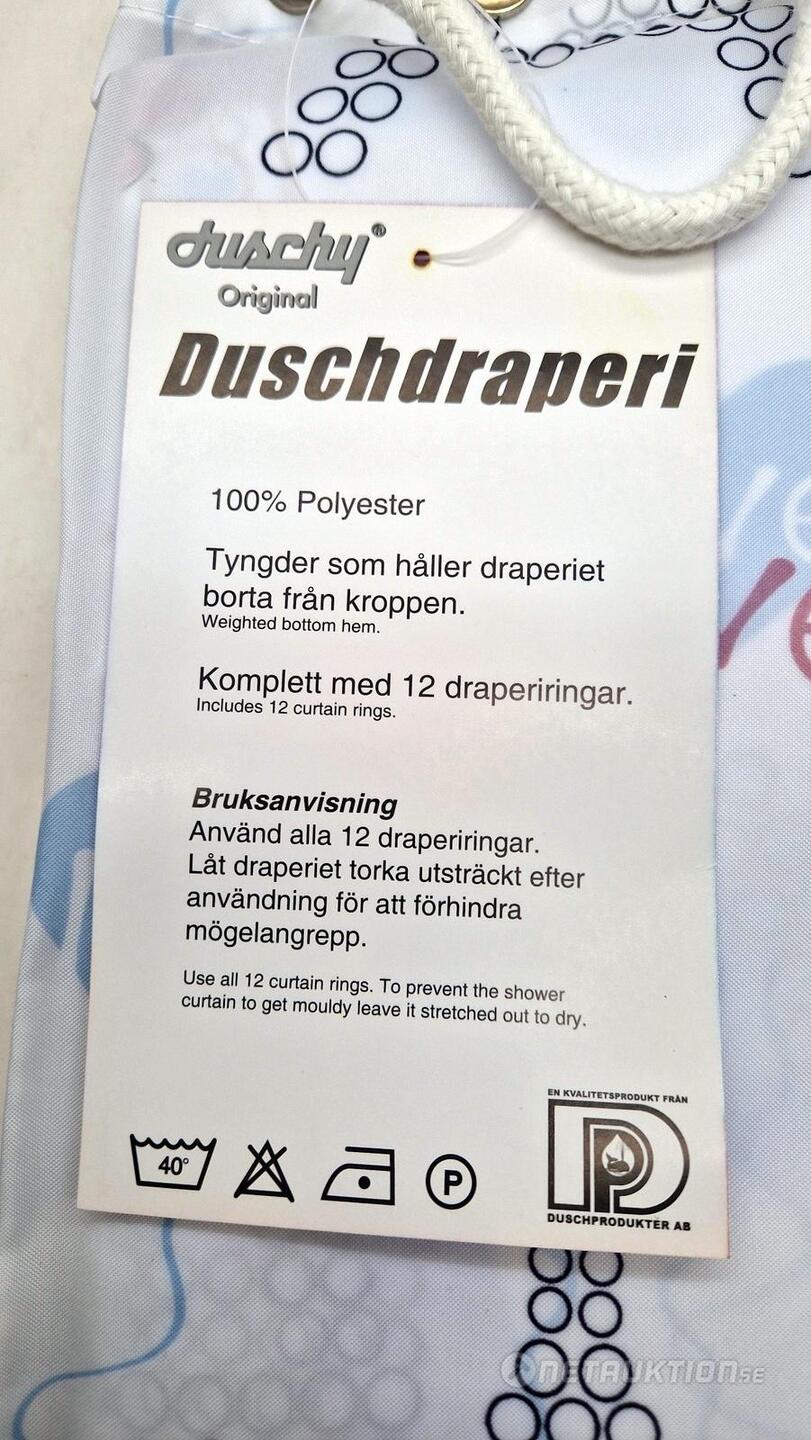 duschy®
Original
Duschdraperi
100% Polyester
Tyngder som håller draperiet
borta från kroppen.
Weighted bottom hem.
Komplett med 12 draperiringar.
Includes 12 curtain rings.
Bruksanvisning
Använd alla 12 draperiringar.
Låt draperiet torka utsträckt efter
användning för att förhindra
mögelangrepp.
Use all 12 curtain rings. To prevent the shower
curtain to get mouldy leave it stretched out to dry.
40°
P
EN KVALITETSPRODUKT FRÅN
DP
DUSCHPRODUKTER AB
NETAUKTION.SE